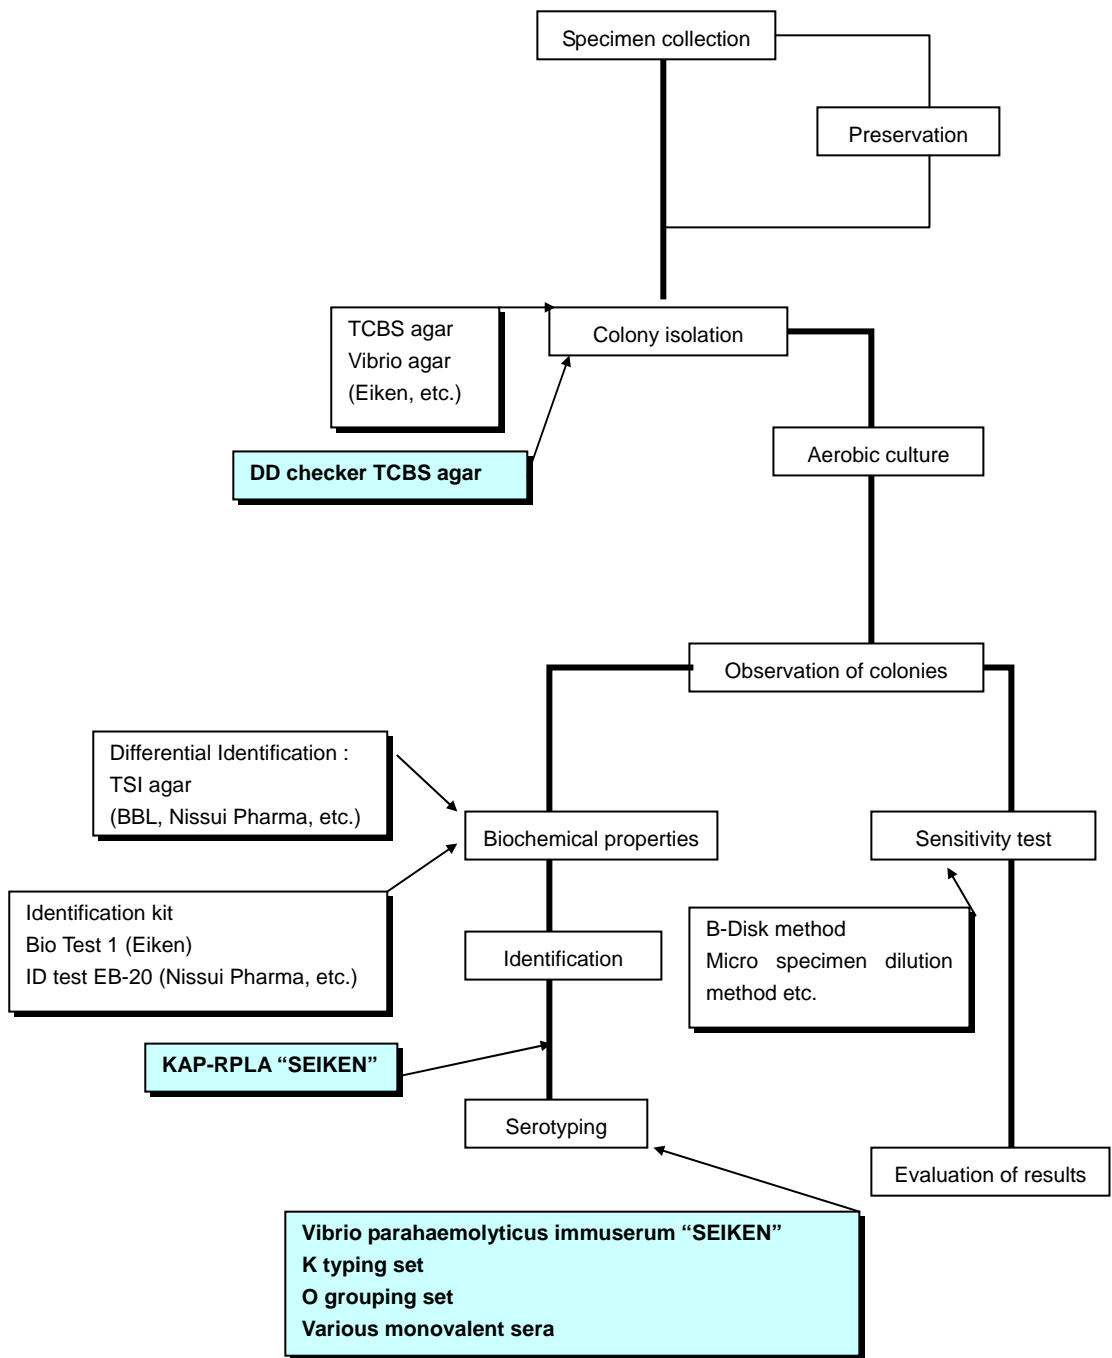 Specimen collection
Preservation
TCBS agar
Vibrio agar
(Eiken, etc.)
Colony isolation
DD checker TCBS agar
Aerobic culture
Observation of colonies
Differential Identification :
TSI agar
(BBL, Nissui Pharma, etc.)
Biochemical properties
Sensitivity test
Identification kit
Bio Test 1 (Eiken)
ID test EB-20 (Nissui Pharma, etc.)
Identification
B-Disk method
Micro specimen dilution
method etc.
KAP-RPLA “SEIKEN”
Serotyping
Evaluation of results
Vibrio parahaemolyticus immuserum “SEIKEN”
K typing set
O grouping set
Various monovalent sera